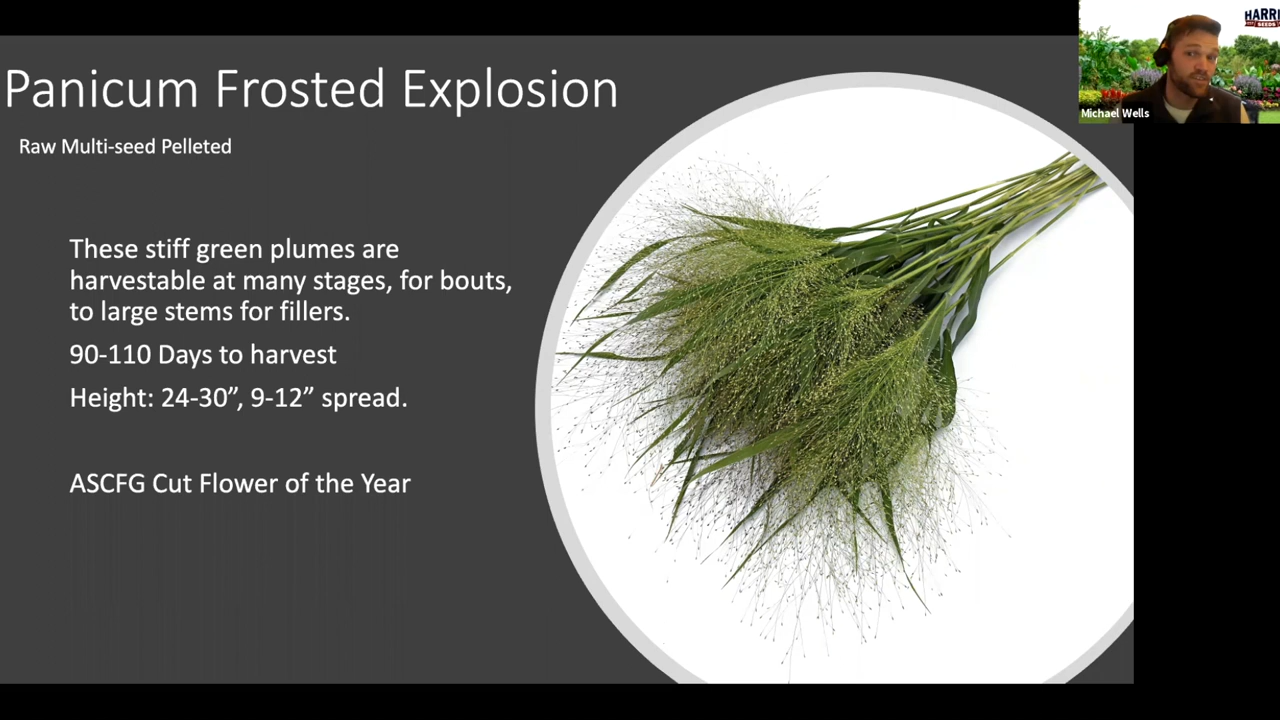 Panicum Frosted Explosion
Raw Multi-seed Pelleted
These stiff green plumes are
harvestable at many stages, for bouts,
to large stems for fillers.
90-110 Days to harvest
Height: 24-30”, 9-12” spread.
ASCFG Cut Flower of the Year
HARRI
SEEDS
Michael Wells